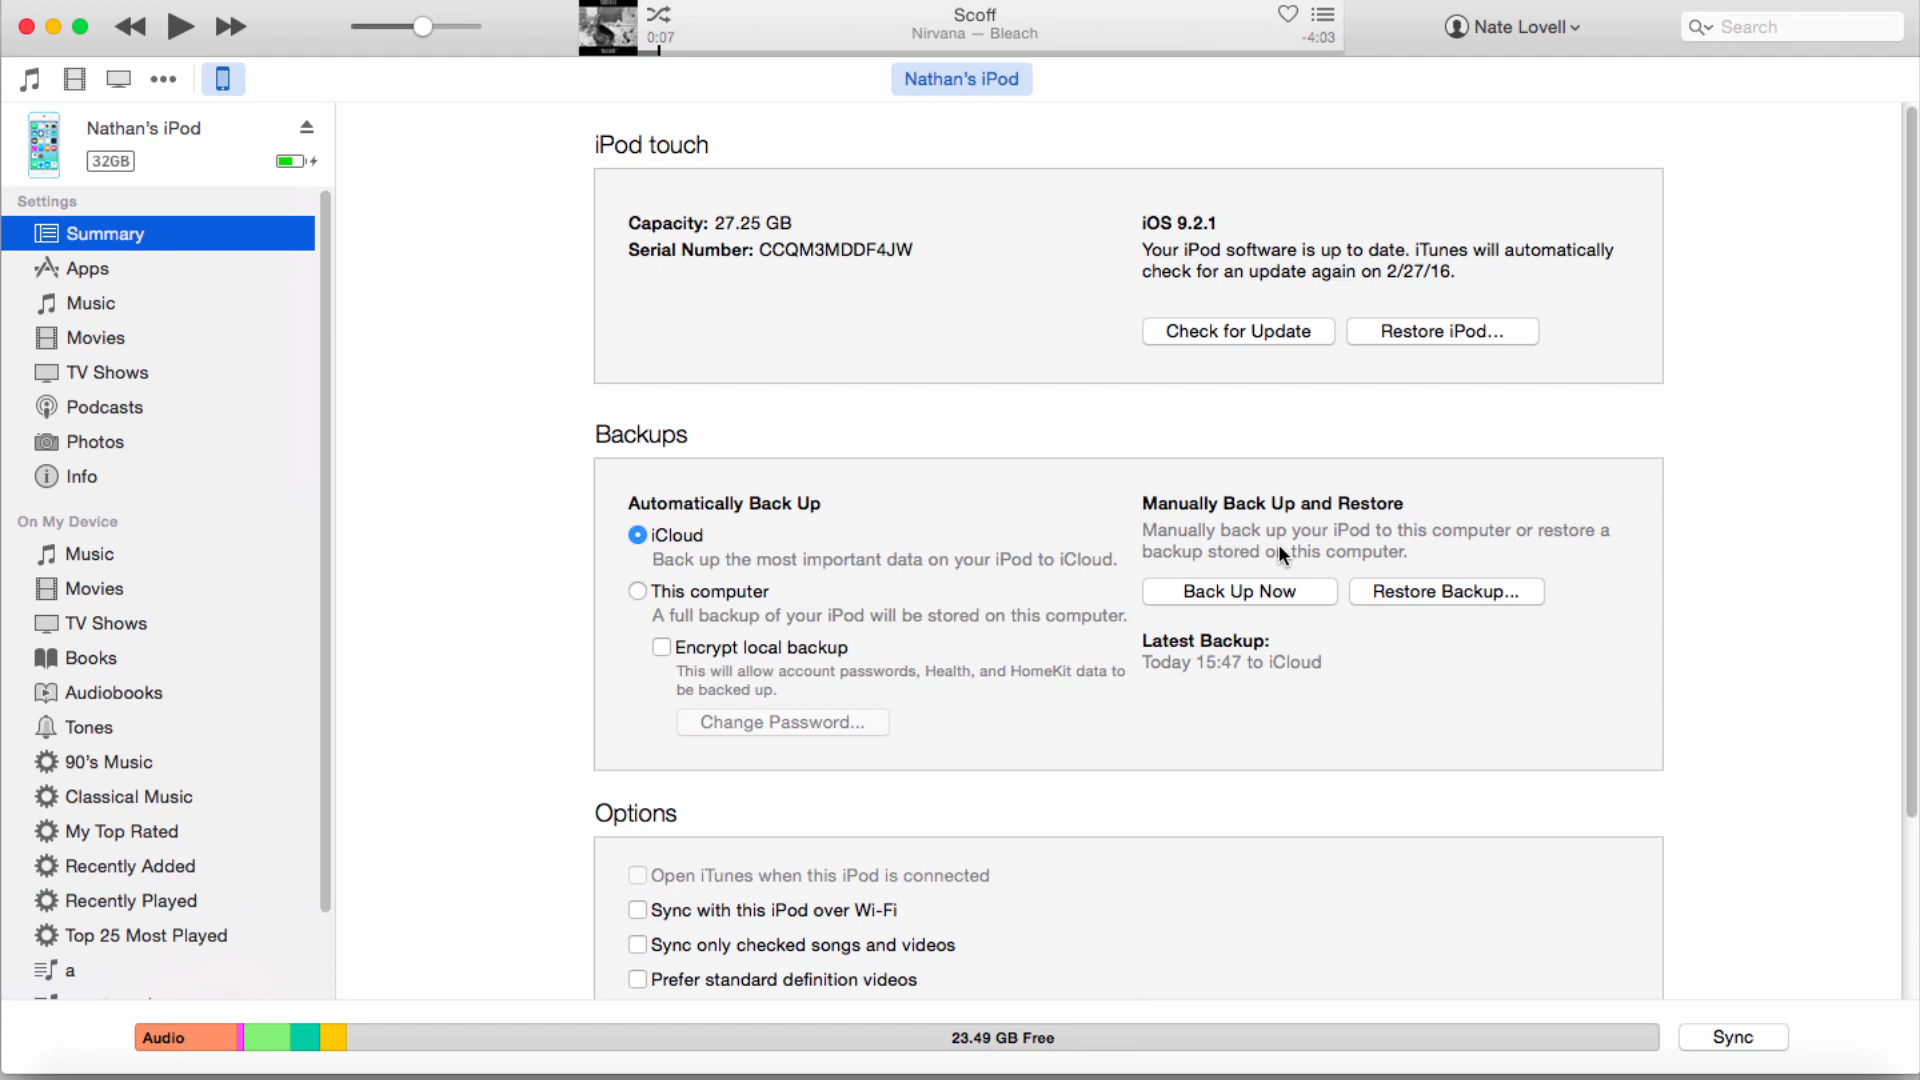 Scoff
Nirvana — Bleach
0:07
-4:03
Nate Lovell
Search
Nathan's iPod
Nathan's iPod
32GB
Settings
Summary
Apps
Music
Movies
TV Shows
Podcasts
Photos
Info
On My Device
Music
Movies
TV Shows
Books
Audiobooks
Tones
90's Music
Classical Music
My Top Rated
Recently Added
Recently Played
Top 25 Most Played
a
iPod touch
Capacity: 27.25 GB
Serial Number: CCQM3MDDF4JW
iOS 9.2.1
Your iPod software is up to date. iTunes will automatically
check for an update again on 2/27/16.
Check for Update
Restore iPod...
Backups
Automatically Back Up
iCloud
Back up the most important data on your iPod to iCloud.
This computer
A full backup of your iPod will be stored on this computer.
Encrypt local backup
This will allow account passwords, Health, and HomeKit data to
be backed up.
Change Password...
Manually Back Up and Restore
Manually back up your iPod to this computer or restore a
backup stored on this computer.
Back Up Now
Restore Backup...
Latest Backup:
Today 15:47 to iCloud
Options
Open iTunes when this iPod is connected
Sync with this iPod over Wi-Fi
Sync only checked songs and videos
Prefer standard definition videos
Audio
23.49 GB Free
Sync